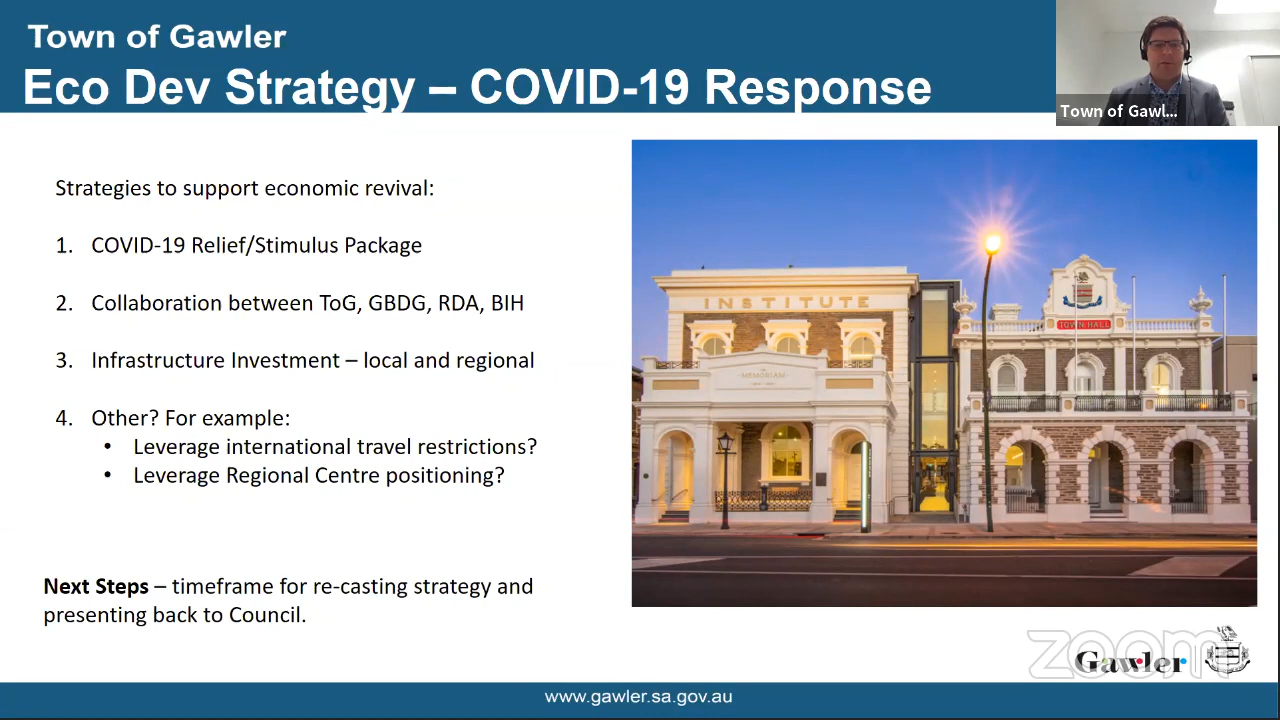 Town of Gawler
Eco Dev Strategy – COVID-19 Response
Town of Gawl...
Strategies to support economic revival:
1. COVID-19 Relief/Stimulus Package
2. Collaboration between ToG, GBDG, RDA, BIH
3. Infrastructure Investment – local and regional
4. Other? For example:
• Leverage international travel restrictions?
• Leverage Regional Centre positioning?
Next Steps – timeframe for re-casting strategy and
presenting back to Council.
INSTITUTE
MEMORIAM
TOWN HALL
zoom
Gawler
www.gawler.sa.gov.au